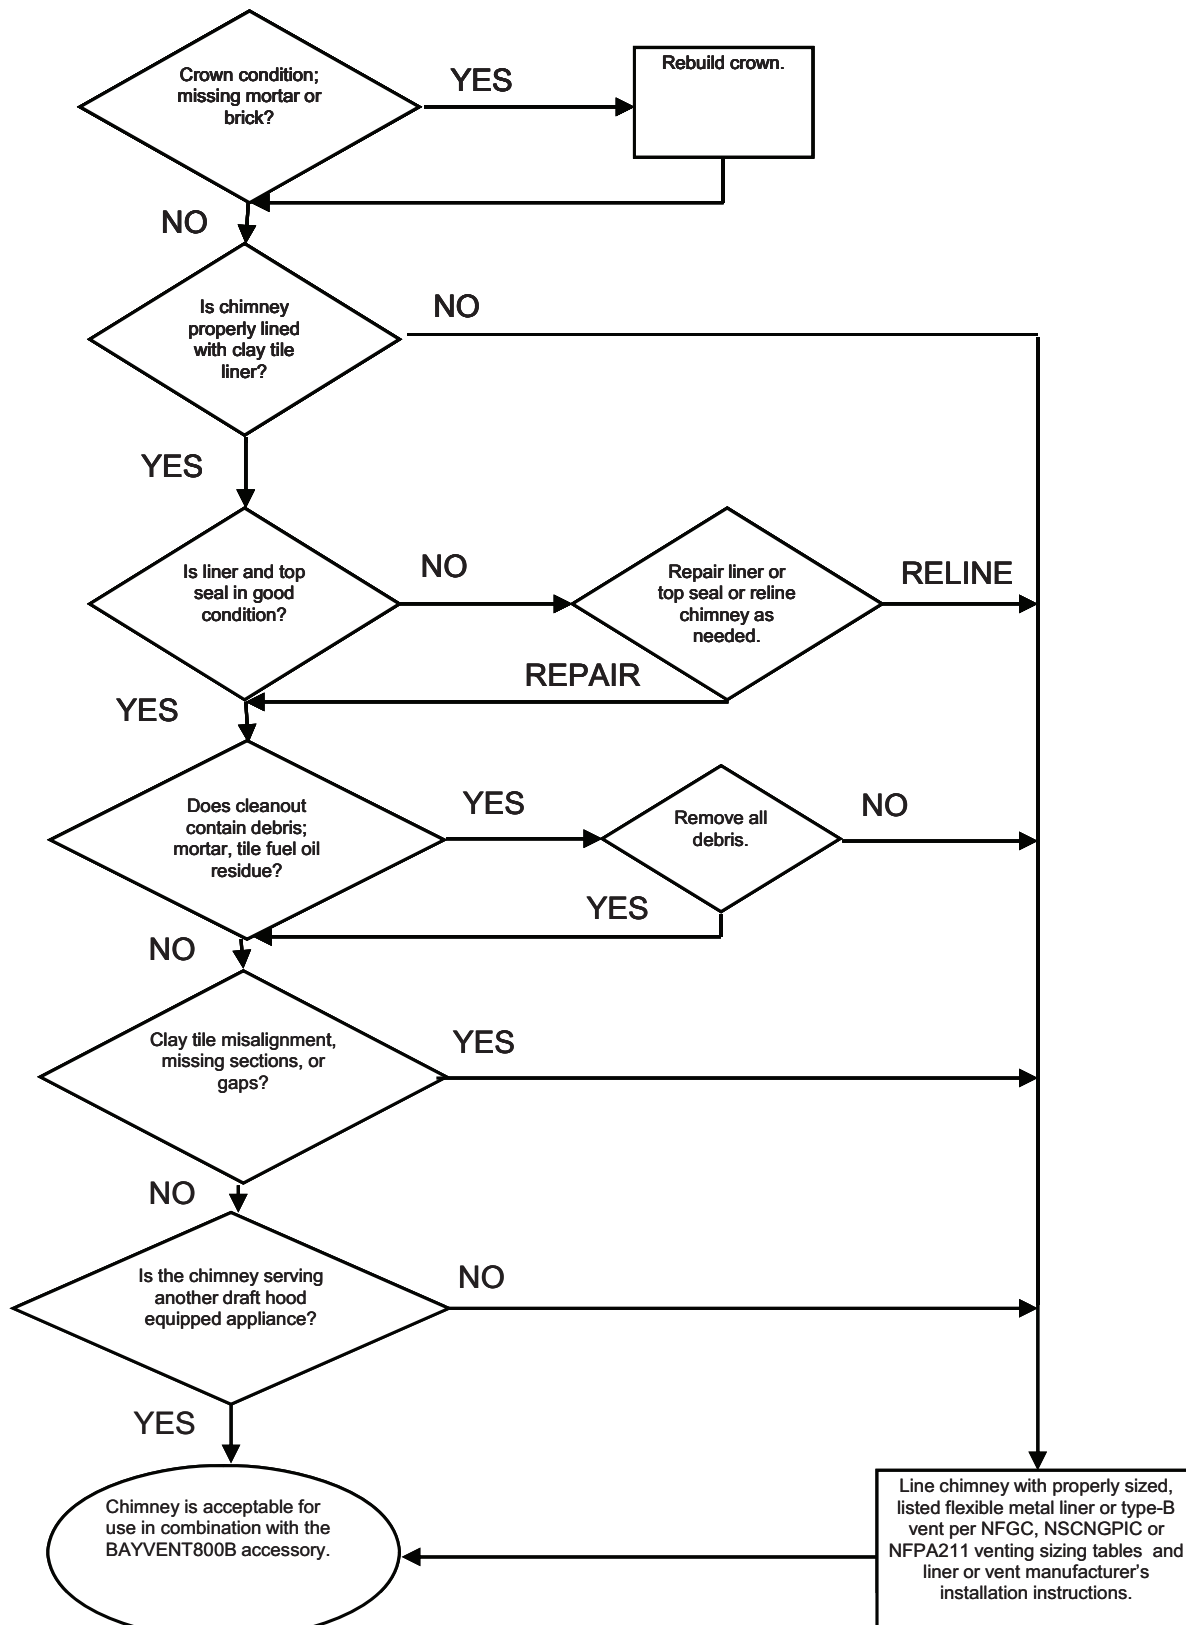 Crown condition;
missing mortar or
brick?
YES
Rebuild crown.
NO
Is chimney
properly lined
with clay tile
liner?
NO
YES
Is liner and top
seal in good
condition?
NO
Repair liner or
top seal or reline
chimney as
needed.
RELINE
REPAIR
YES
Does cleanout
contain debris;
mortar, tile fuel oil
residue?
YES
Remove all
debris.
NO
YES
NO
Clay tile misalignment,
missing sections, or
gaps?
YES
NO
Is the chimney serving
another draft hood
equipped appliance?
NO
YES
Chimney is acceptable for
use in combination with the
BAYVENT800B accessory.
Line chimney with properly sized,
listed flexible metal liner or type-B
vent per NFGC, NSCNGPIC or
NFPA211 venting sizing tables and
liner or vent manufacturer's
installation instructions.